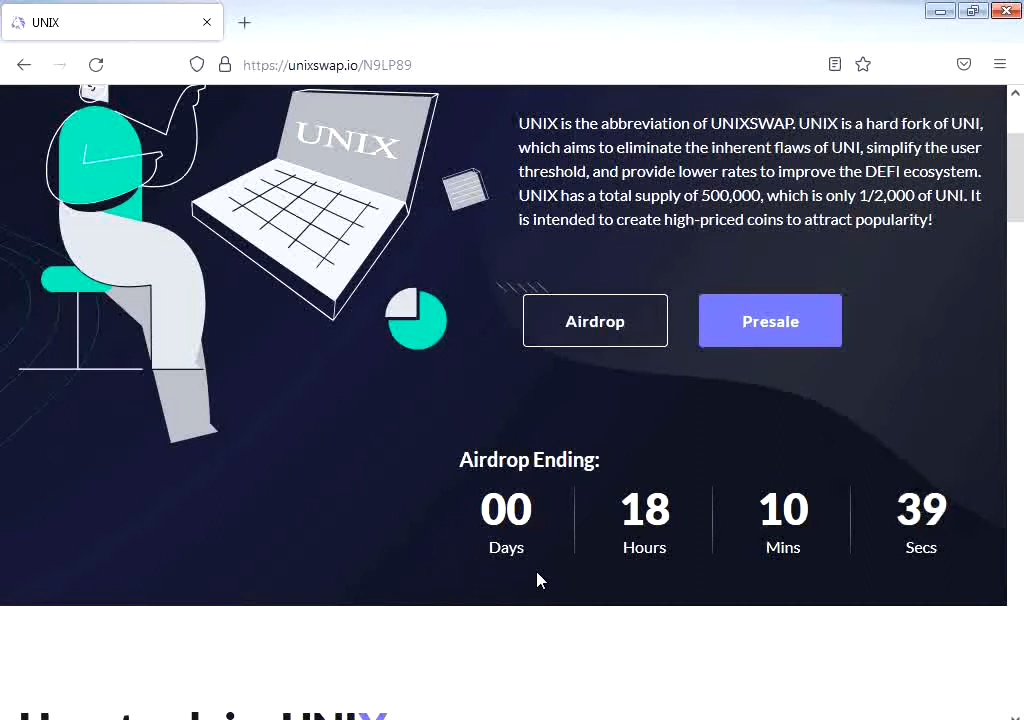 UNIX
https://unixswap.io/N9LP89
UNIX
UNIX is the abbreviation of UNIXSWAP. UNIX is a hard fork of UNI,
which aims to eliminate the inherent flaws of UNI, simplify the user
threshold, and provide lower rates to improve the DEFI ecosystem.
UNIX has a total supply of 500,000, which is only 1/2,000 of UNI. It
is intended to create high-priced coins to attract popularity!
Airdrop
Presale
Airdrop Ending:
00 18 10 39
Days Hours Mins Secs
UNIX